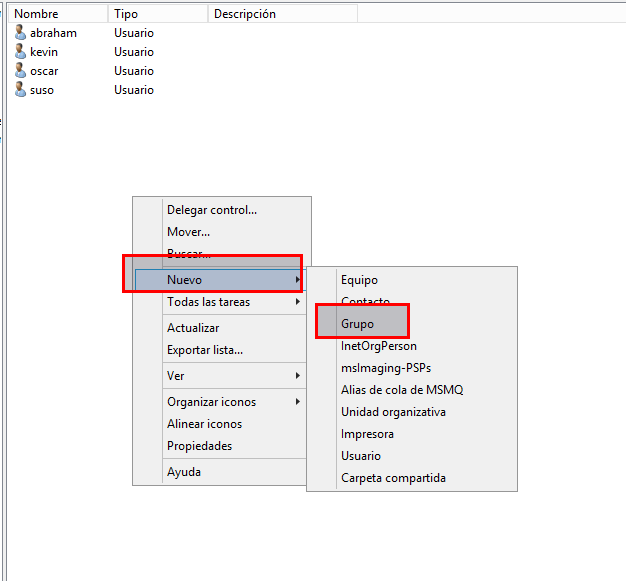 Nombre Tipo Descripción
abraham Usuario
kevin Usuario
oscar Usuario
suso Usuario
Delegar control...
Mover...
Buscar...
Nuevo
Todas las tareas
Actualizar
Exportar lista...
Ver
Organizar iconos
Alinear iconos
Propiedades
Ayuda
Equipo
Contacto
Grupo
InetOrgPerson
msImaging-PSPs
Alias de cola de MSMQ
Unidad organizativa
Impresora
Usuario
Carpeta compartida